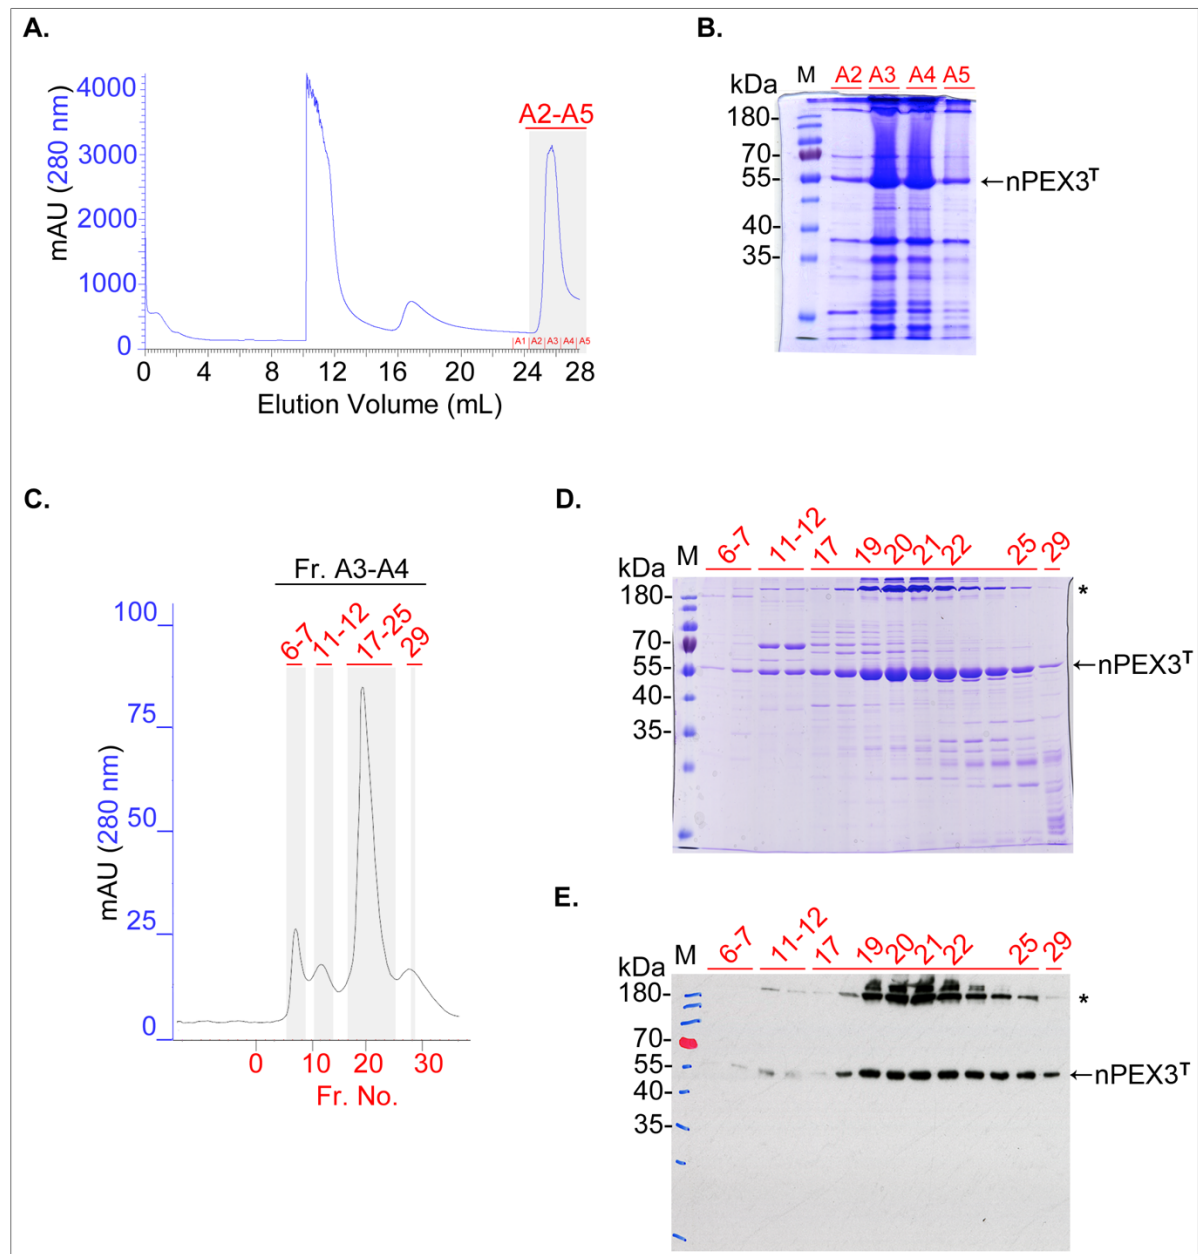 A.
4000
3000
2000
1000
0
mAU (280 nm)
A2-A5
A1 A2 A3 A4 A5
0 4 8 12 16 20 24 28
Elution Volume (mL)
B.
kDa M A2 A3 A4 A5
180-
70-
55-
40-
35-
←nPEX3ᵀ
C.
Fr. A3-A4
6-7 11-12 17-25 29
100
75
50
25
0
mAU (280 nm)
0 10 20 30
Fr. No.
D.
M 6-7 11-12 17 19 20 21 22 25 29
kDa
180-
70-
55-
40-
35-
*
←nPEX3ᵀ
E.
M 6-7 11-12 17 19 20 21 22 25 29
kDa
180-
70-
55-
40-
35-
*
←nPEX3ᵀ